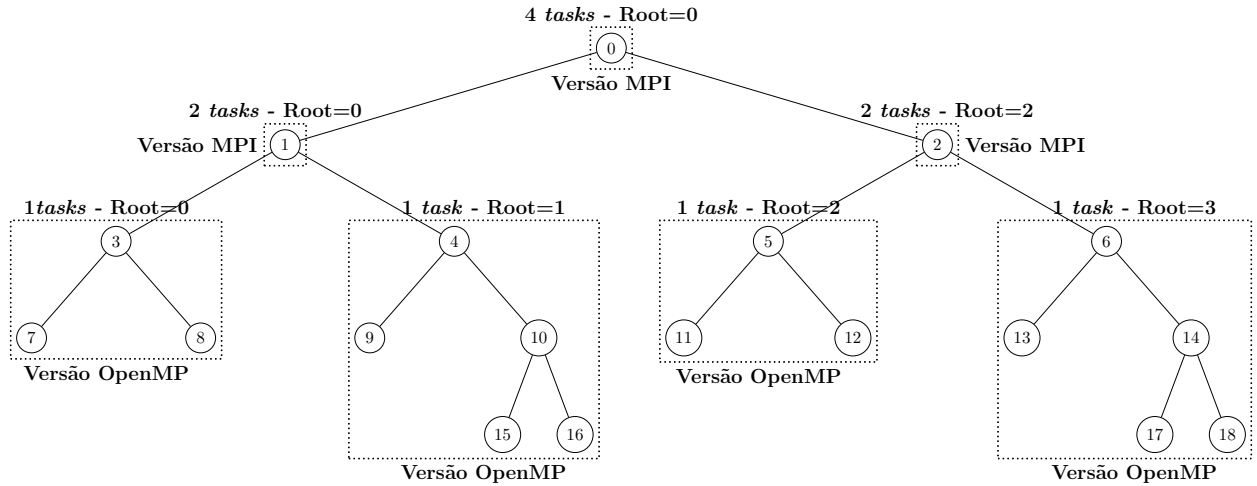 4 tasks - Root=0
0
Versão MPI
2 tasks - Root=0
2 tasks - Root=2
Versão MPI
1
2
Versão MPI
1tasks - Root=0
1 task - Root=1
1 task - Root=2
1 task - Root=3
3
4
5
6
7
8
9
10
11
12
13
14
Versão OpenMP
Versão OpenMP
15
16
17
18
Versão OpenMP
Versão OpenMP